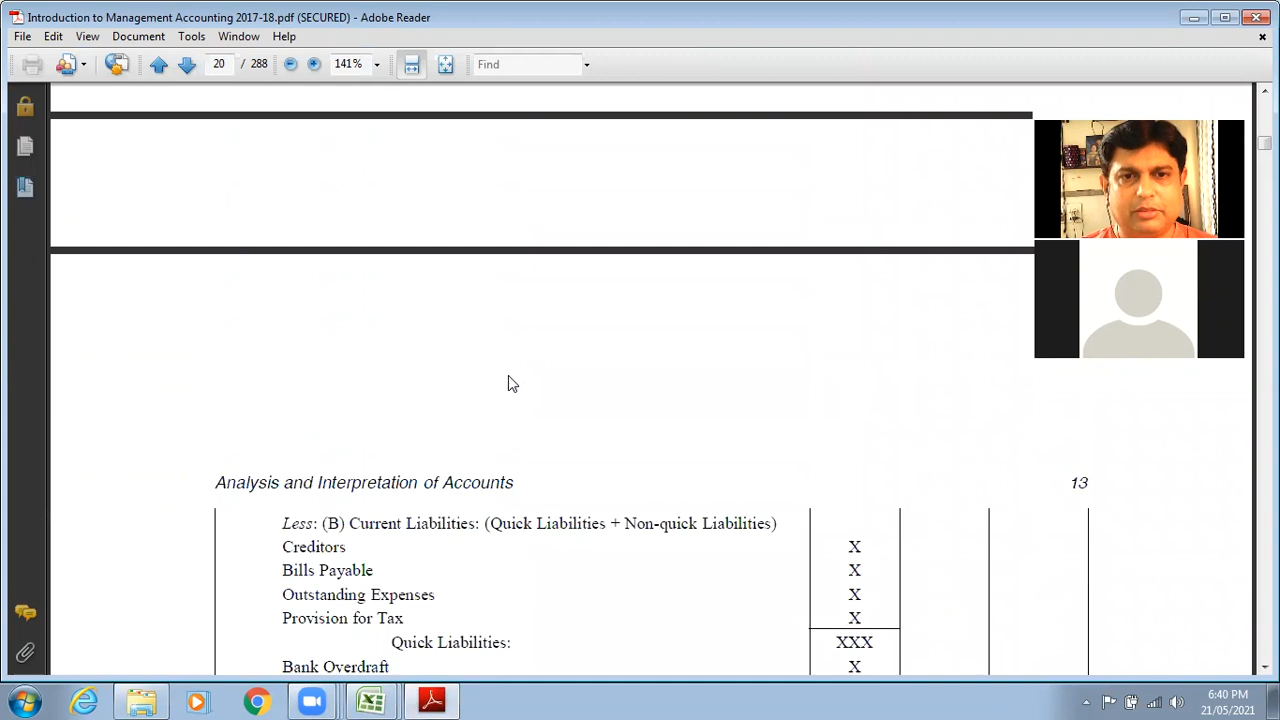 Introduction to Management Accounting 2017-18.pdf (SECURED) - Adobe Reader
File Edit View Document Tools Window Help
20 / 288 141% Find
Analysis and Interpretation of Accounts 13
Less: (B) Current Liabilities: (Quick Liabilities + Non-quick Liabilities)
Creditors X
Bills Payable X
Outstanding Expenses X
Provision for Tax X
Quick Liabilities: XXX
Bank Overdraft X
6:40 PM
21/05/2021